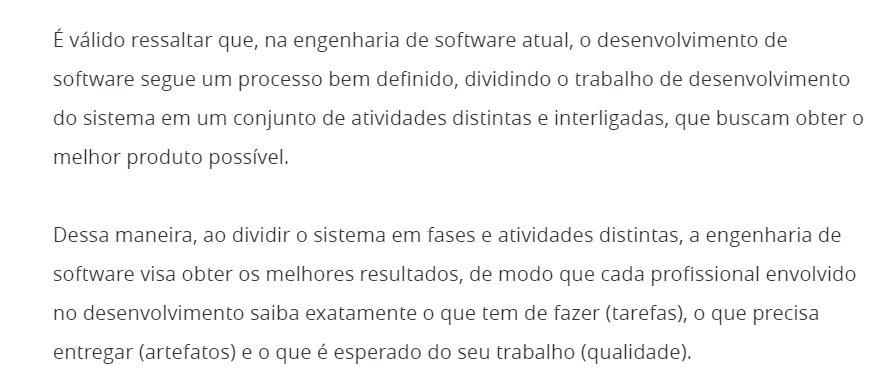 É válido ressaltar que, na engenharia de software atual, o desenvolvimento de
software segue um processo bem definido, dividindo o trabalho de desenvolvimento
do sistema em um conjunto de atividades distintas e interligadas, que buscam obter o
melhor produto possível.
Dessa maneira, ao dividir o sistema em fases e atividades distintas, a engenharia de
software visa obter os melhores resultados, de modo que cada profissional envolvido
no desenvolvimento saiba exatamente o que tem de fazer (tarefas), o que precisa
entregar (artefatos) e o que é esperado do seu trabalho (qualidade).